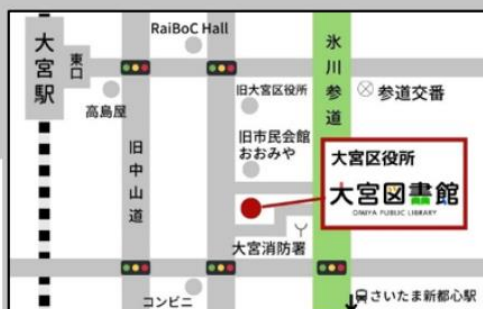 RaiBoC Hall
大宮駅
東口
高島屋
旧中山道
旧大宮区役所
旧市民会館
おおみや
氷川参道
参道交番
大宮区役所
大宮図書館
OMIYA PUBLIC LIBRARY
大宮消防署
コンビニ
さいたま新都心駅